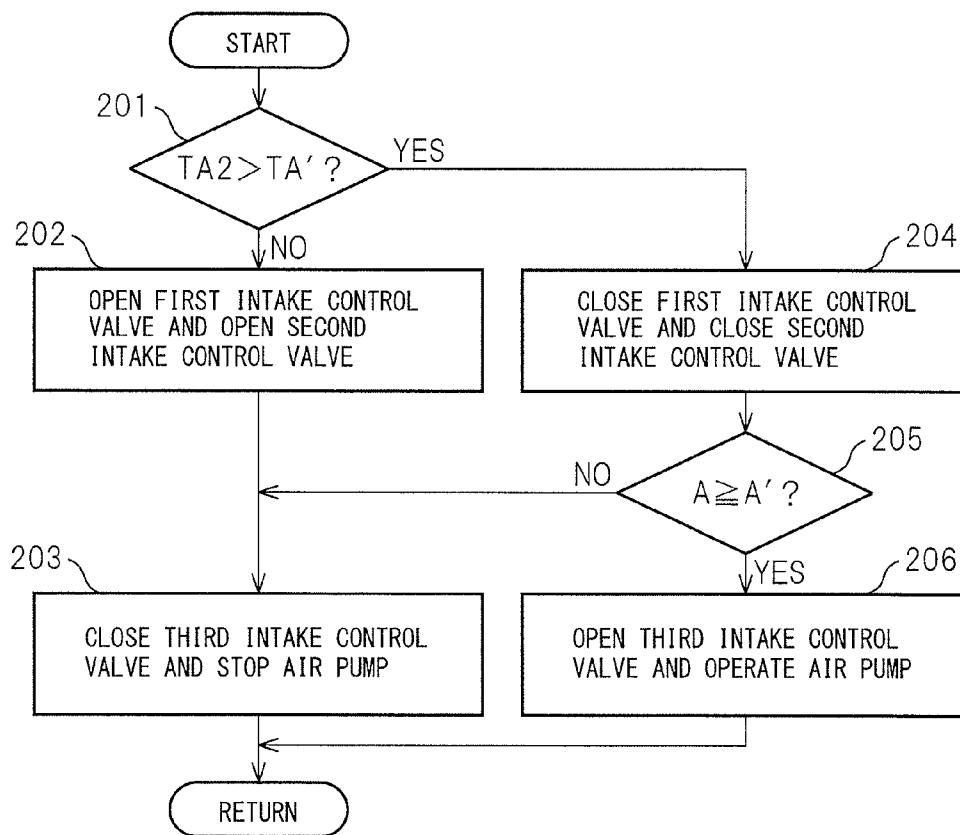 START
201
TA2>TA'?
YES
NO
202
OPEN FIRST INTAKE CONTROL
VALVE AND OPEN SECOND
INTAKE CONTROL VALVE
204
CLOSE FIRST INTAKE CONTROL
VALVE AND CLOSE SECOND
INTAKE CONTROL VALVE
205
A≧A'?
NO
YES
203
CLOSE THIRD INTAKE CONTROL
VALVE AND STOP AIR PUMP
206
OPEN THIRD INTAKE CONTROL
VALVE AND OPERATE AIR PUMP
RETURN